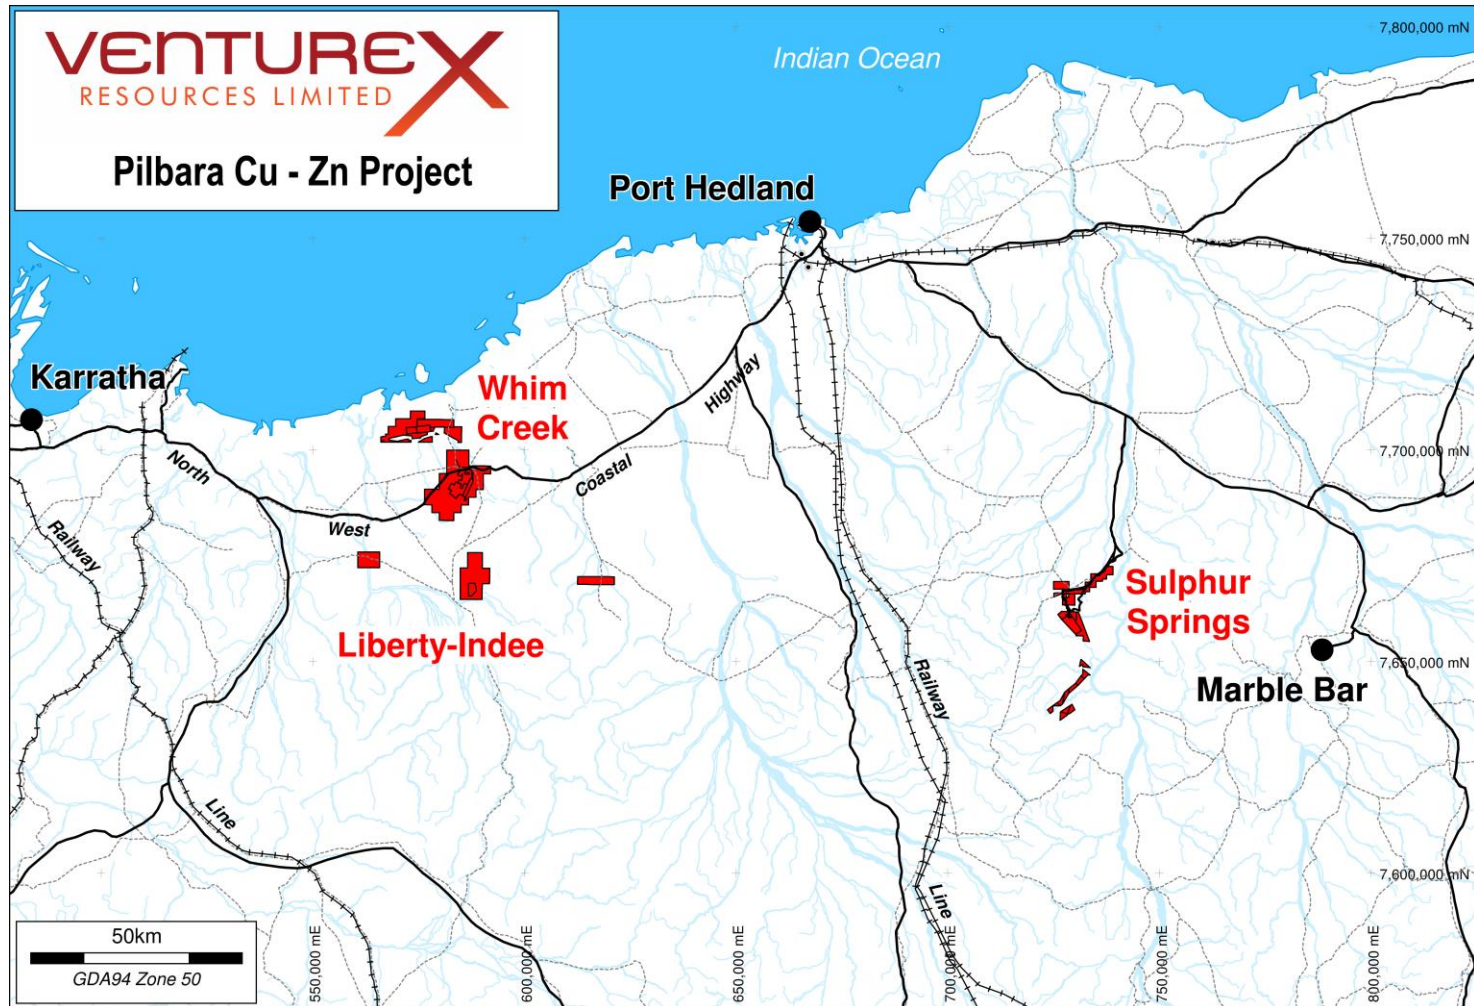 VENTUREX
RESOURCES LIMITED
Pilbara Cu - Zn Project
Indian Ocean
7,800,000 mN
Port Hedland
7,750,000 mN
Karratha
Whim
Creek
Highway
7,700,000 mN
North
Coastal
West
Railway
Sulphur
Springs
Liberty-Indee
7,650,000 mN
Marble Bar
Railway
Line
7,600,000 mN
Line
50km
GDA94 Zone 50
550,000 mE
600,000 mE
650,000 mE
700,000 mE
750,000 mE
800,000 mE